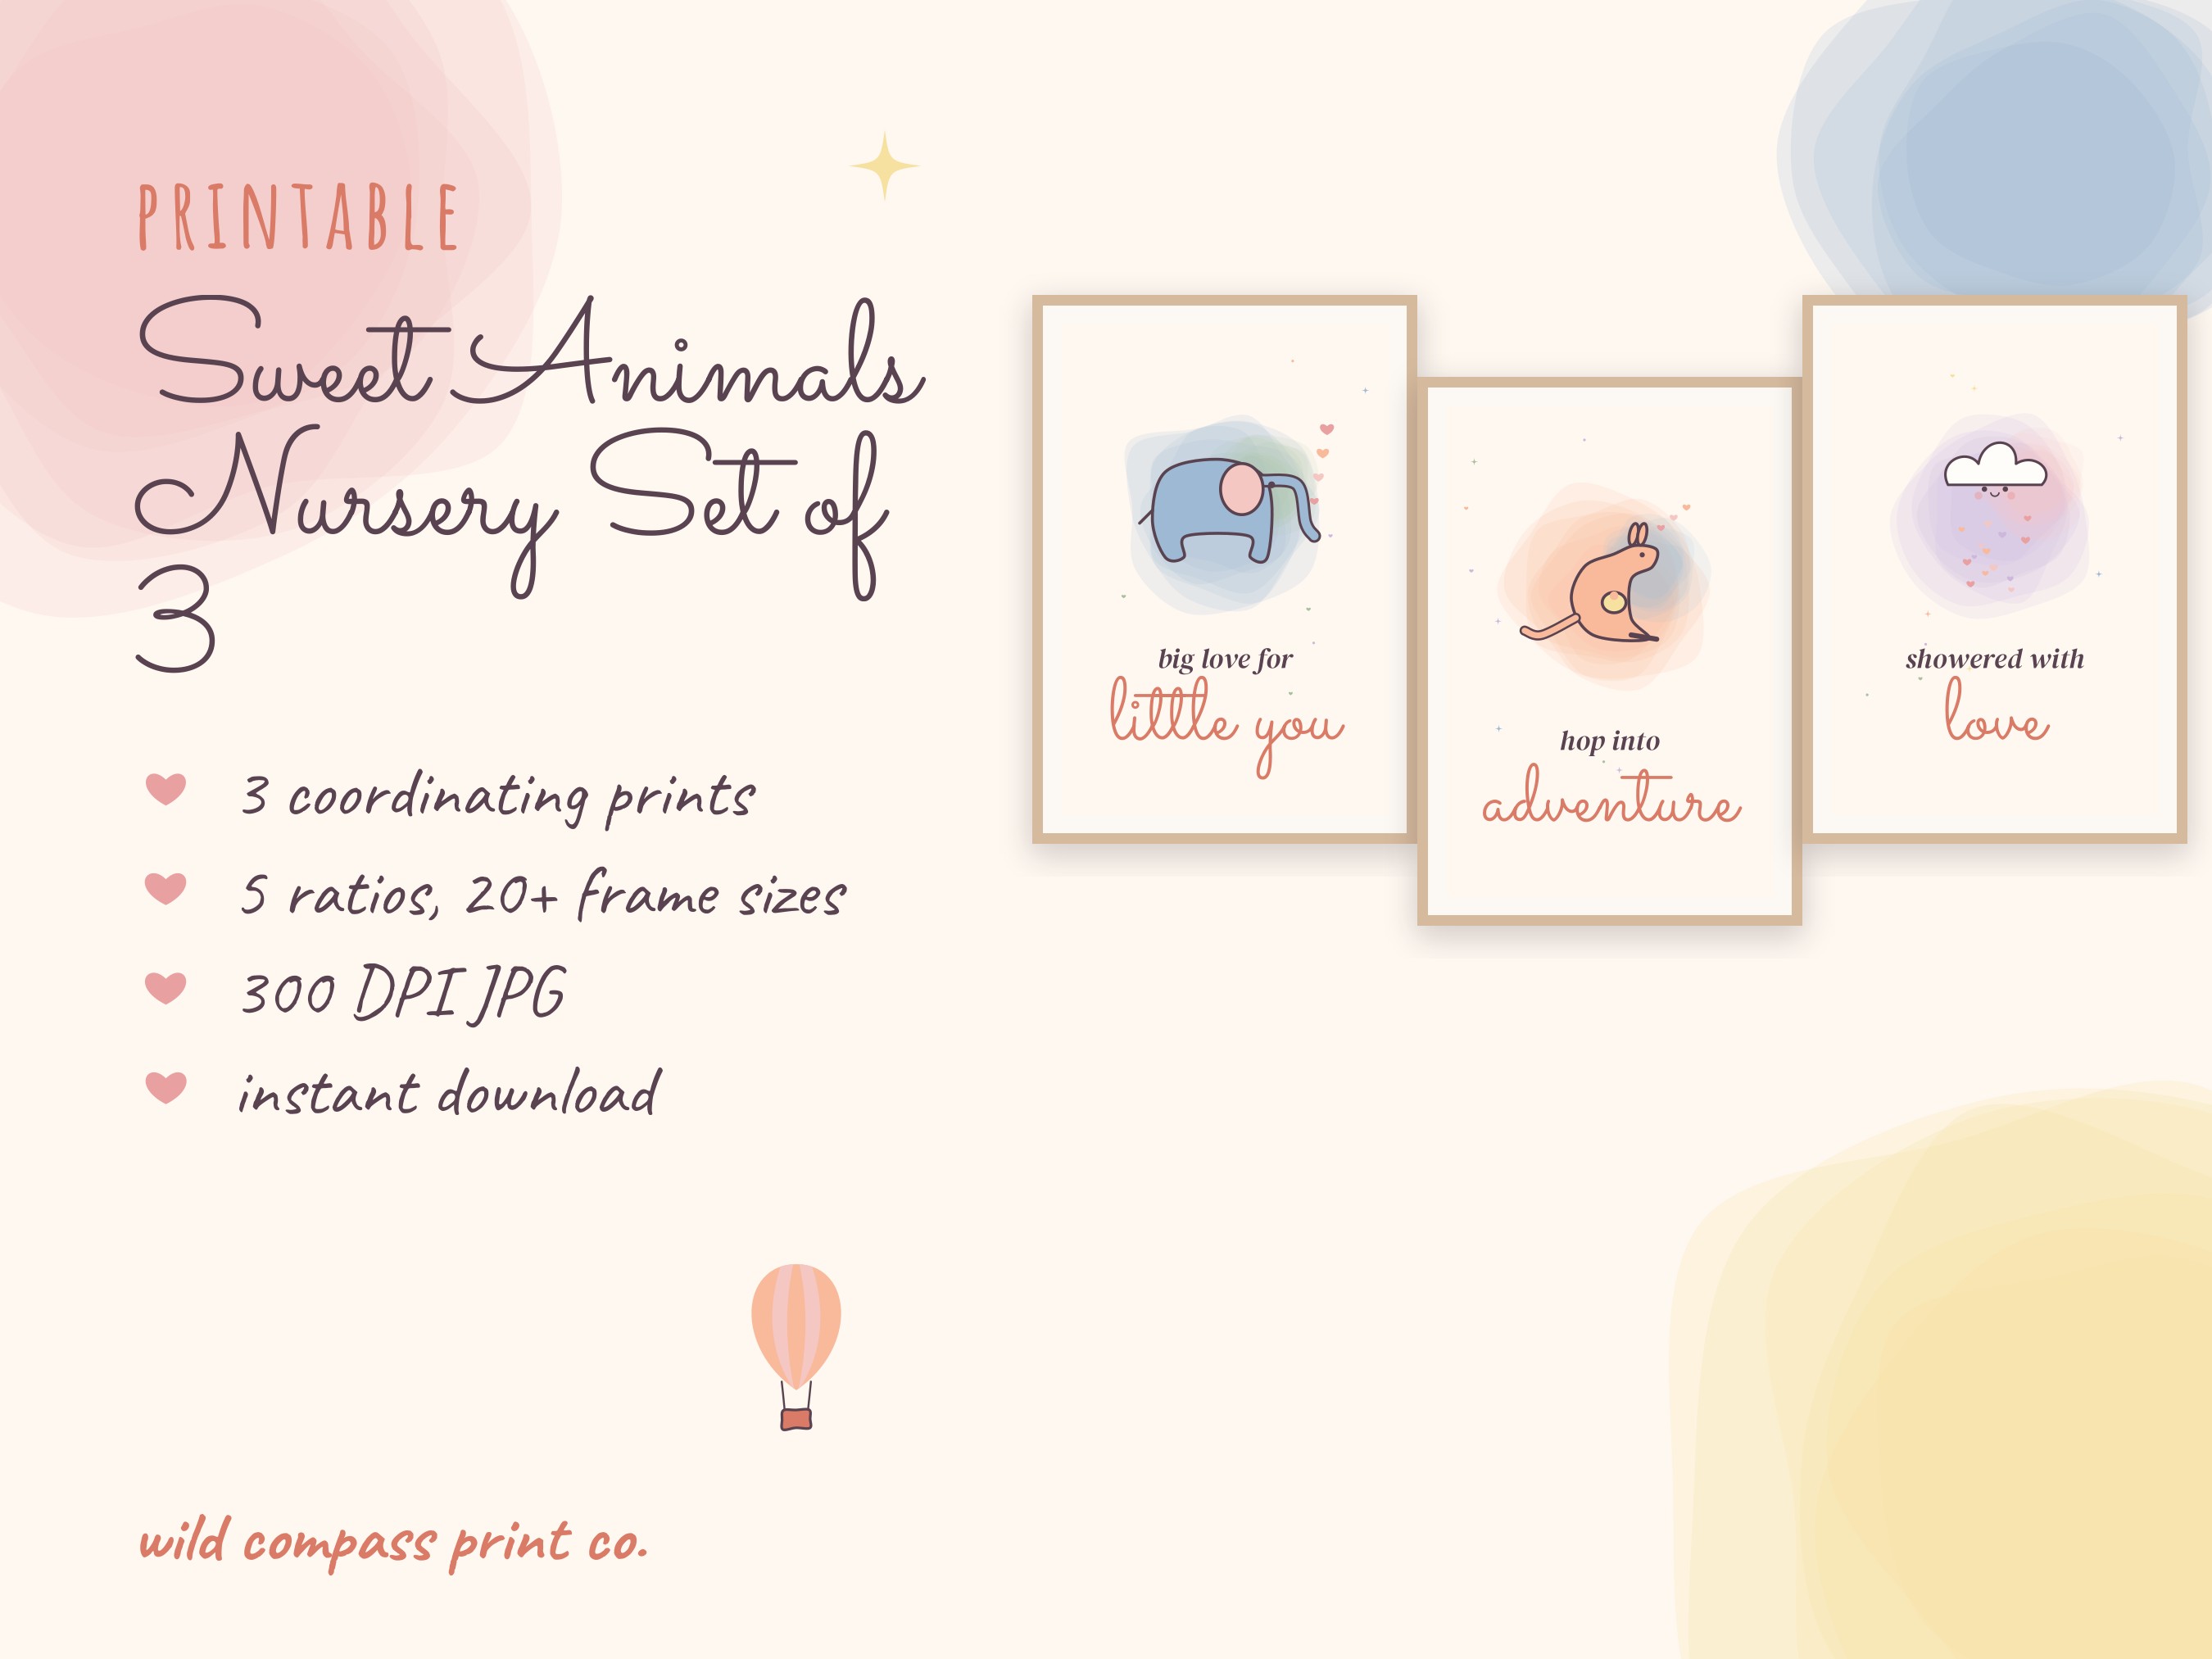 PRINTABLE
Sweet Animals
Nursery Set of
3
3 coordinating prints
5 ratios, 20+ frame sizes
300 DPI JPG
instant download
wild compass print co.
big love for
little you
hop into
adventure
showered with
love